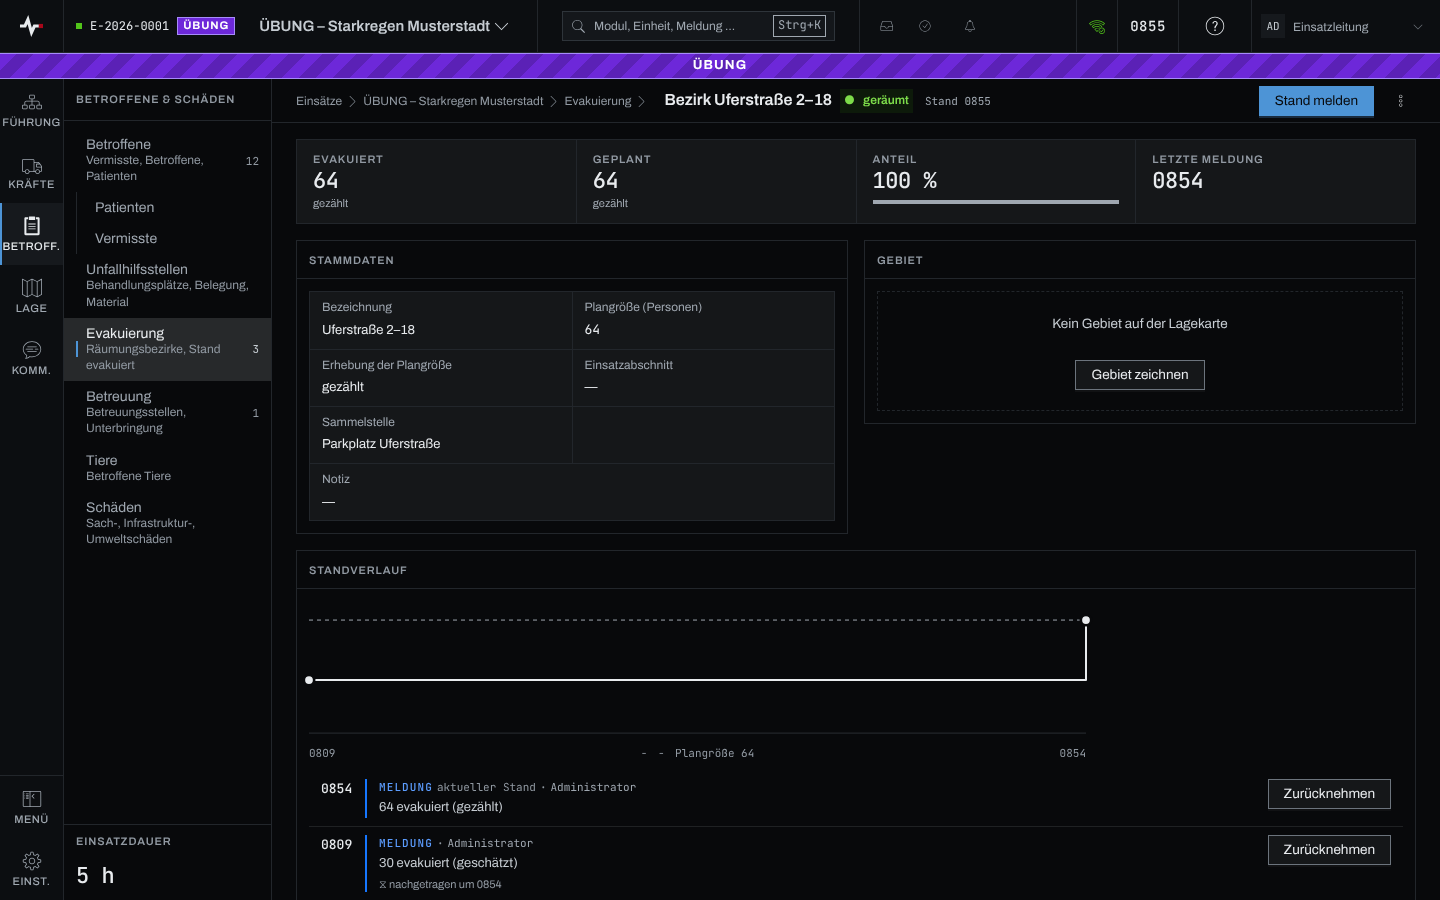 E-2026-0001 ÜBUNG ÜBUNG – Starkregen Musterstadt Modul, Einheit, Meldung ... Strg+K 0855 AD Einsatzleitung
ÜBUNG
FÜHRUNG
KRÄFTE
BETROFF.
LAGE
KOMM.
MENÜ
EINST.
BETROFFENE & SCHÄDEN
Betroffene
Vermisste, Betroffene, Patienten 12
Patienten
Vermisste
Unfallhilfsstellen
Behandlungsplätze, Belegung,
Material
Evakuierung
Räumungsbezirke, Stand 3
evakuiert
Betreuung
Betreuungsstellen, 1
Unterbringung
Tiere
Betroffene Tiere
Schäden
Sach-, Infrastruktur-,
Umweltschäden
EINSATZDAUER
5 h
Einsätze ÜBUNG – Starkregen Musterstadt Evakuierung Bezirk Uferstraße 2–18 geräumt Stand 0855 Stand melden
EVAKUIERT
64
gezählt
GEPLANT
64
gezählt
ANTEIL
100 %
LETZTE MELDUNG
0854
STAMMDATEN
Bezeichnung
Uferstraße 2–18
Plangröße (Personen)
64
Erhebung der Plangröße
gezählt
Einsatzabschnitt
—
Sammelstelle
Parkplatz Uferstraße
Notiz
—
GEBIET
Kein Gebiet auf der Lagekarte
Gebiet zeichnen
STANDVERLAUF
0809 - - Plangröße 64 0854
0854 MELDUNG aktueller Stand · Administrator
64 evakuiert (gezählt)
Zurücknehmen
0809 MELDUNG · Administrator
30 evakuiert (geschätzt)
nachgetragen um 0854
Zurücknehmen